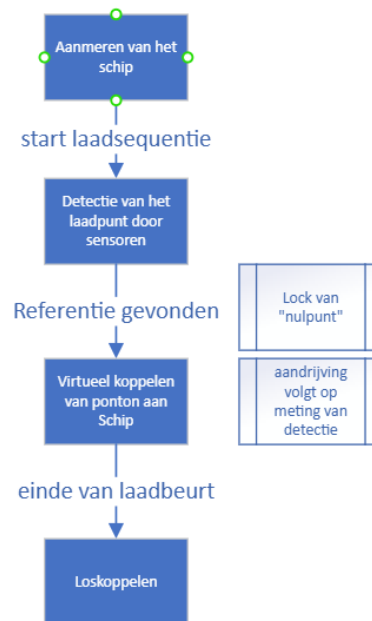 Aanmeren van het
schip
start laadsequentie
Detectie van het
laadpunt door
sensoren
Referentie gevonden
Lock van
"nulpunt"
Virtueel koppelen
van ponton aan
Schip
aandrijving
volgt op
meting van
detectie
einde van laadbeurt
Loskoppelen